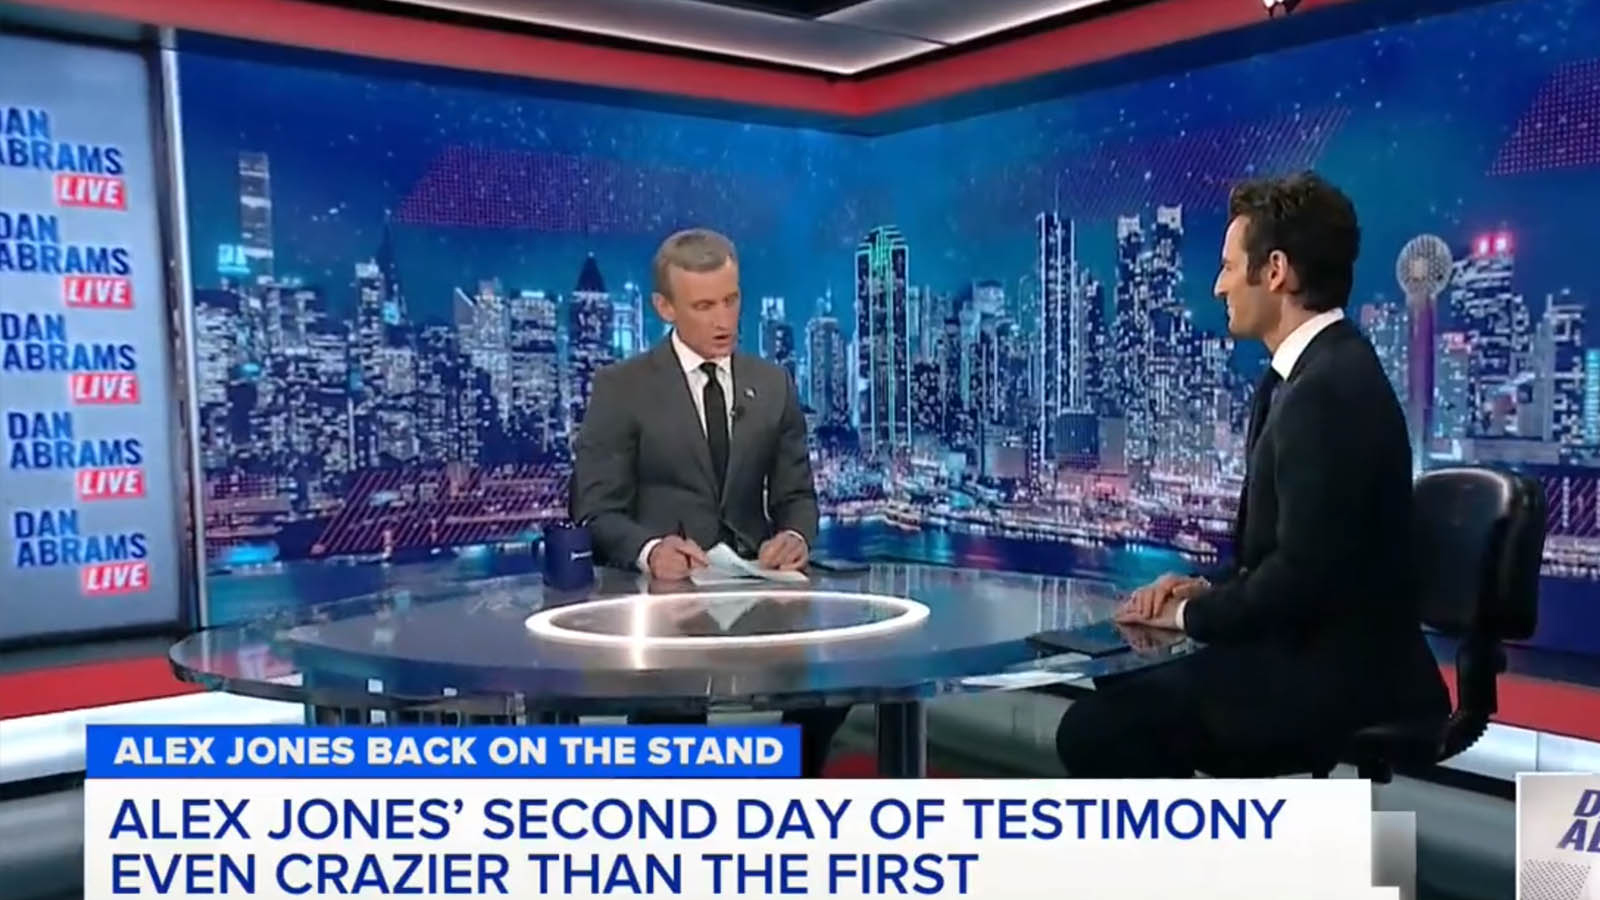 DAN
ABRAMS
LIVE
DAN
ABRAMS
LIVE
DAN
ABRAMS
LIVE
DAN
ABRAMS
LIVE
DAN
ABRAMS
LIVE
ALEX JONES BACK ON THE STAND
ALEX JONES’ SECOND DAY OF TESTIMONY
EVEN CRAZIER THAN THE FIRST